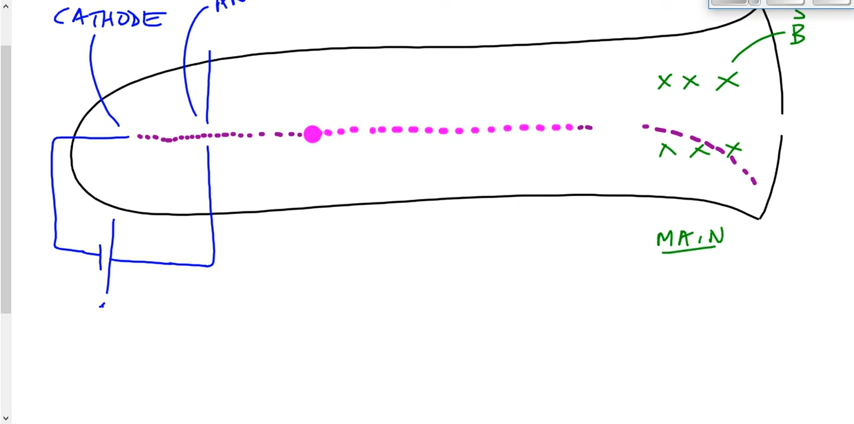 CATHODE
B
x x x
x x x
MAIN